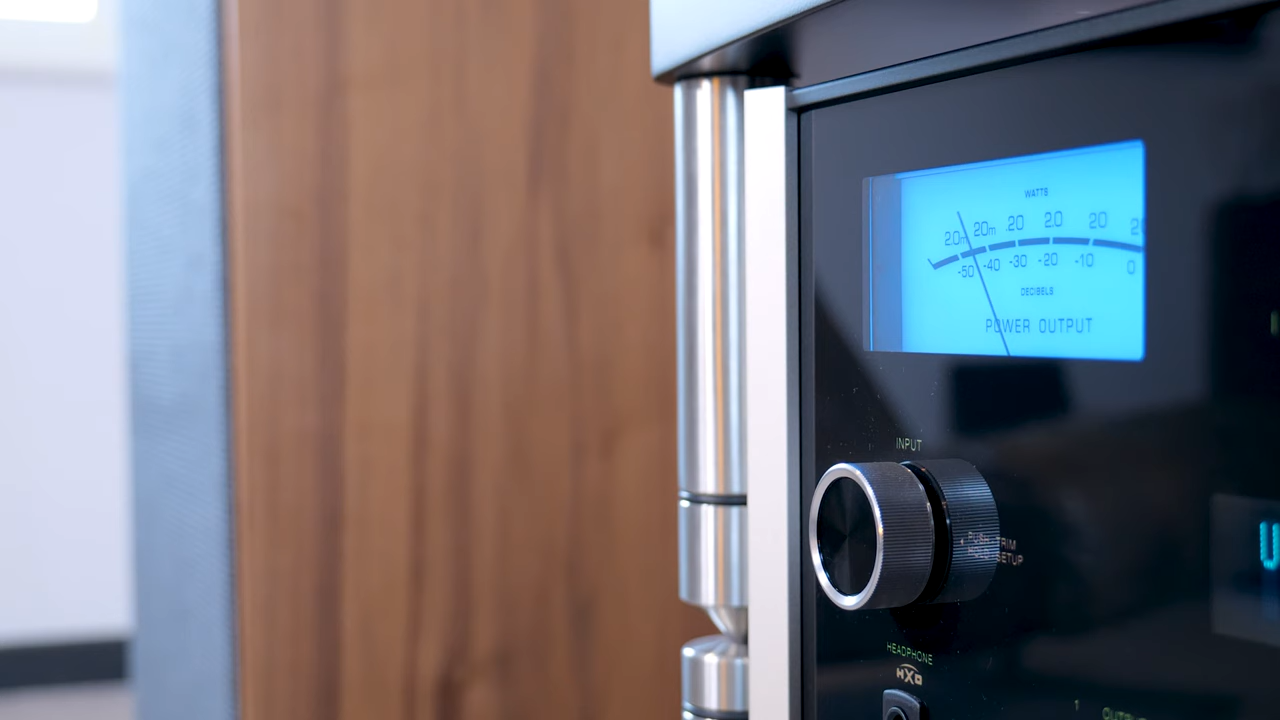 WATTS
2.0m 20m .20 2.0 20
-50 -40 -30 -20 -10 0
DECIBELS
POWER OUTPUT
INPUT
PUSH: TRIM
HOLD: SETUP
HEADPHONE
HXD